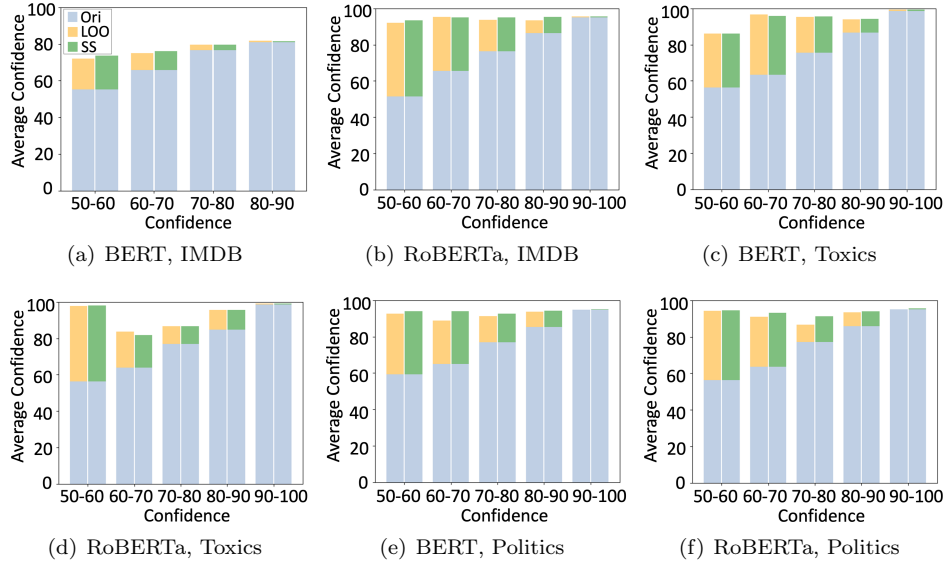 Ori
LOO
SS
Average Confidence
100
80
60
40
20
0
50-60 60-70 70-80 80-90
Confidence
(a) BERT, IMDB
Average Confidence
100
80
60
40
20
0
50-60 60-70 70-80 80-90 90-100
Confidence
(b) RoBERTa, IMDB
Average Confidence
100
80
60
40
20
0
50-60 60-70 70-80 80-90 90-100
Confidence
(c) BERT, Toxics
Average Confidence
100
80
60
40
20
0
50-60 60-70 70-80 80-90 90-100
Confidence
(d) RoBERTa, Toxics
Average Confidence
100
80
60
40
20
0
50-60 60-70 70-80 80-90 90-100
Confidence
(e) BERT, Politics
Average Confidence
100
80
60
40
20
0
50-60 60-70 70-80 80-90 90-100
Confidence
(f) RoBERTa, Politics